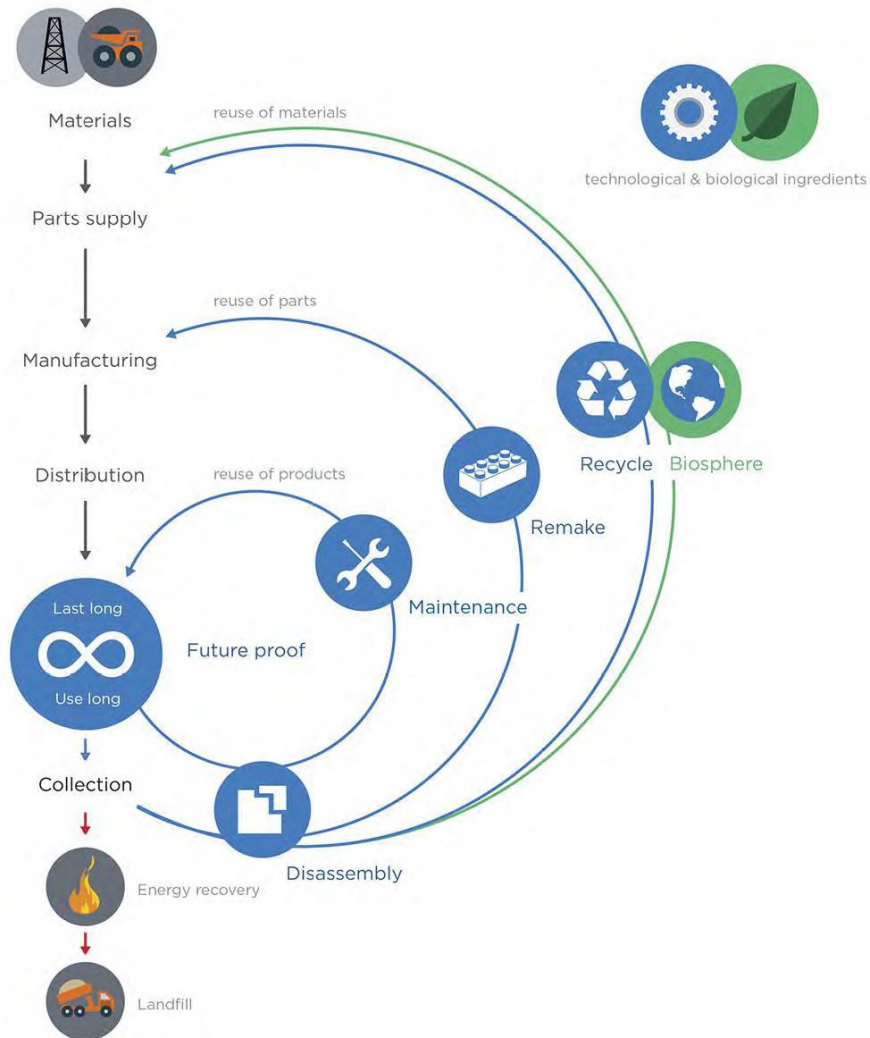 Materials
reuse of materials
technological & biological ingredients
Parts supply
reuse of parts
Manufacturing
Recycle
Biosphere
Distribution
reuse of products
Remake
Maintenance
Last long
Future proof
Use long
Collection
Disassembly
Energy recovery
Landfill